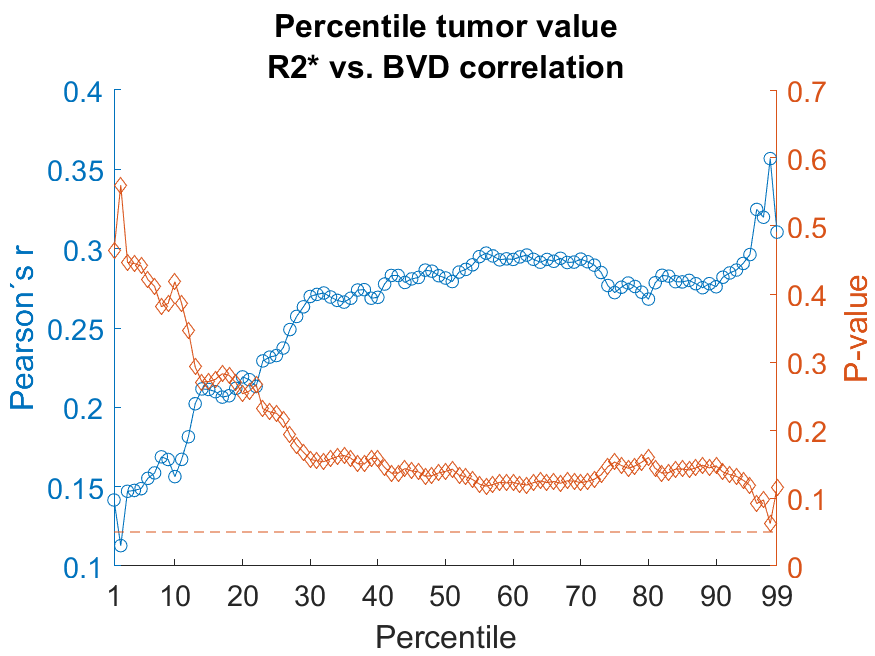 Percentile tumor value
R2* vs. BVD correlation
0.4
0.35
0.3
0.25
0.2
0.15
0.1
Pearson´s r
0.7
0.6
0.5
0.4
0.3
0.2
0.1
0
P-value
1 10 20 30 40 50 60 70 80 90 99
Percentile